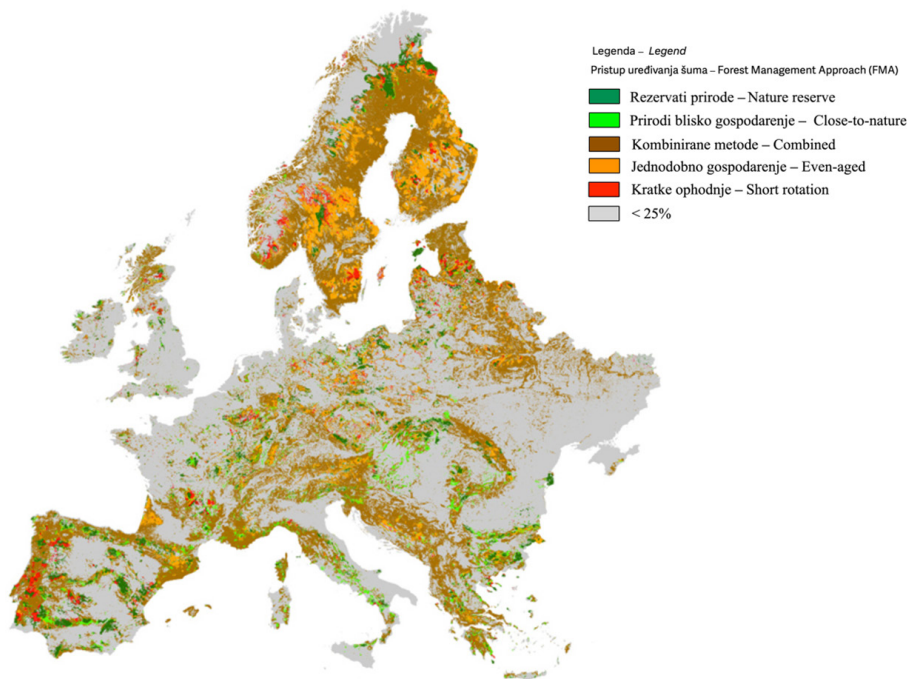 Legenda – Legend
Pristup uređivanja šuma – Forest Management Approach (FMA)
Rezervati prirode – Nature reserve
Prirodi blisko gospodarenje – Close-to-nature
Kombinirane metode – Combined
Jednodobno gospodarenje – Even-aged
Kratke ophodnje – Short rotation
< 25%